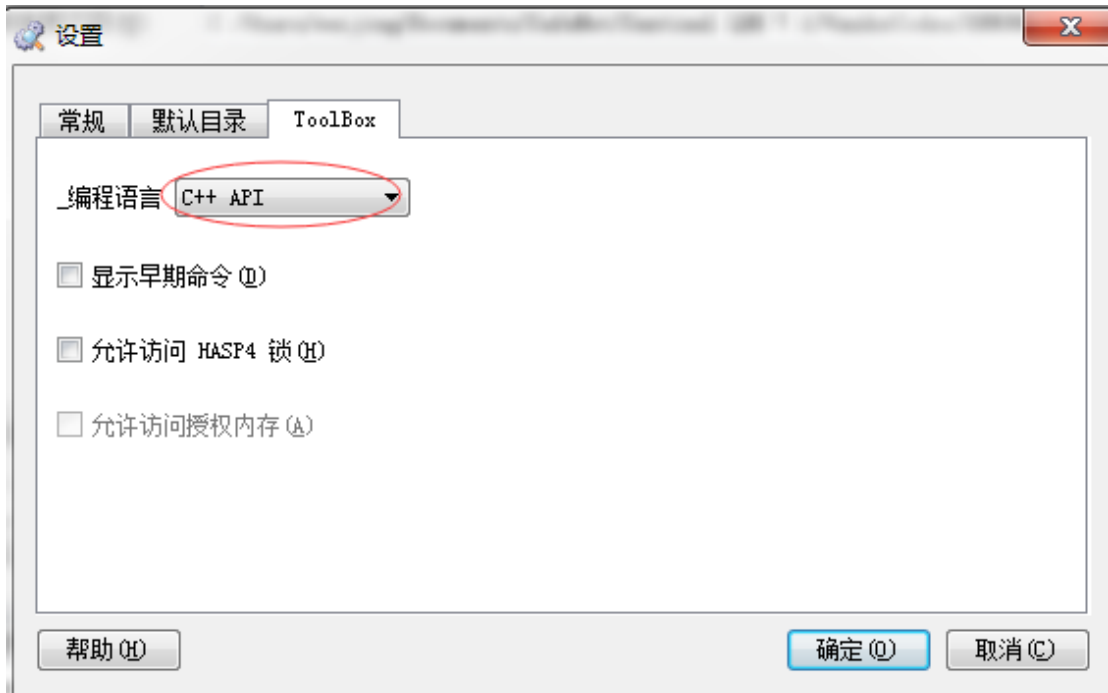 设置
常规 默认目录 ToolBox
_编程语言 C++ API
显示早期命令(D)
允许访问 HASP4 锁(H)
允许访问授权内存(A)
帮助(H) 确定(O) 取消(C)